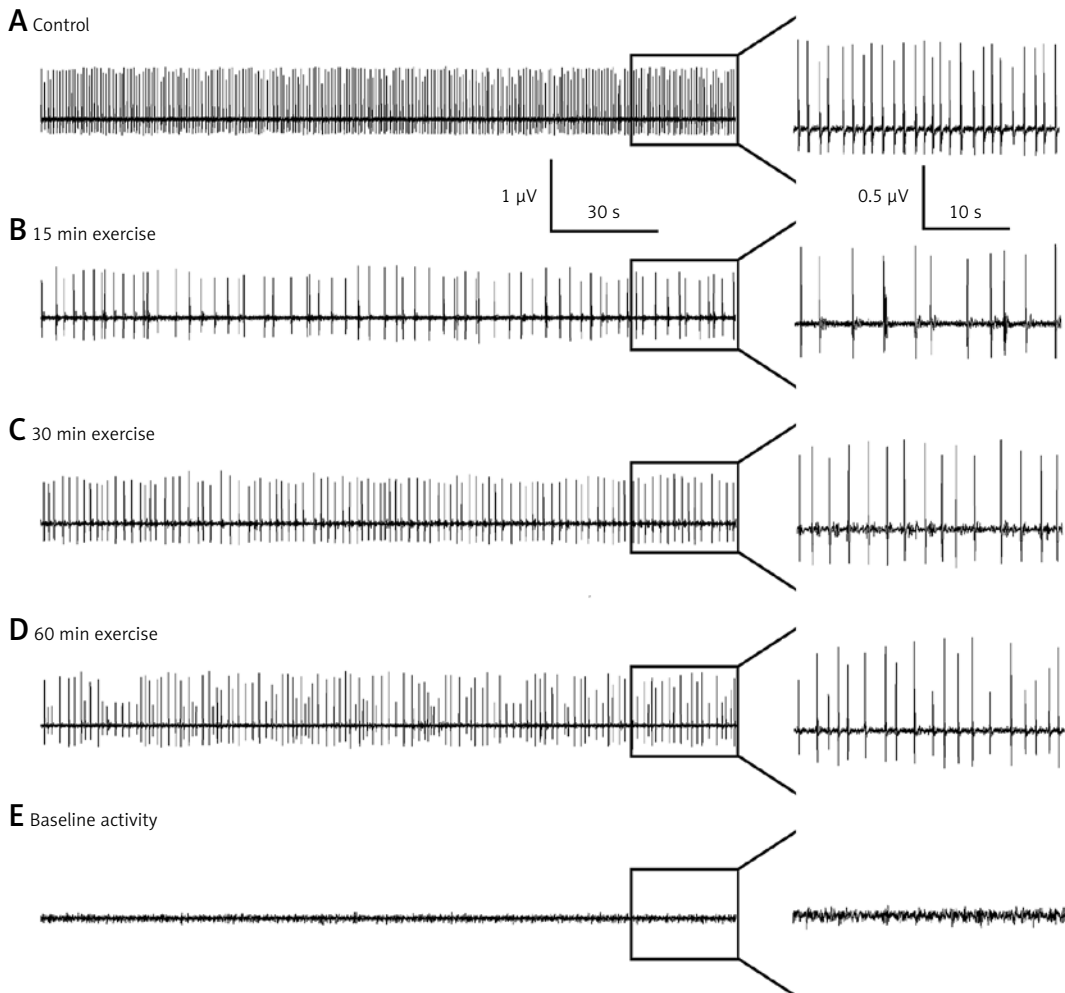 A Control
1 µV
30 s
0.5 µV
10 s
B 15 min exercise
C 30 min exercise
D 60 min exercise
E Baseline activity